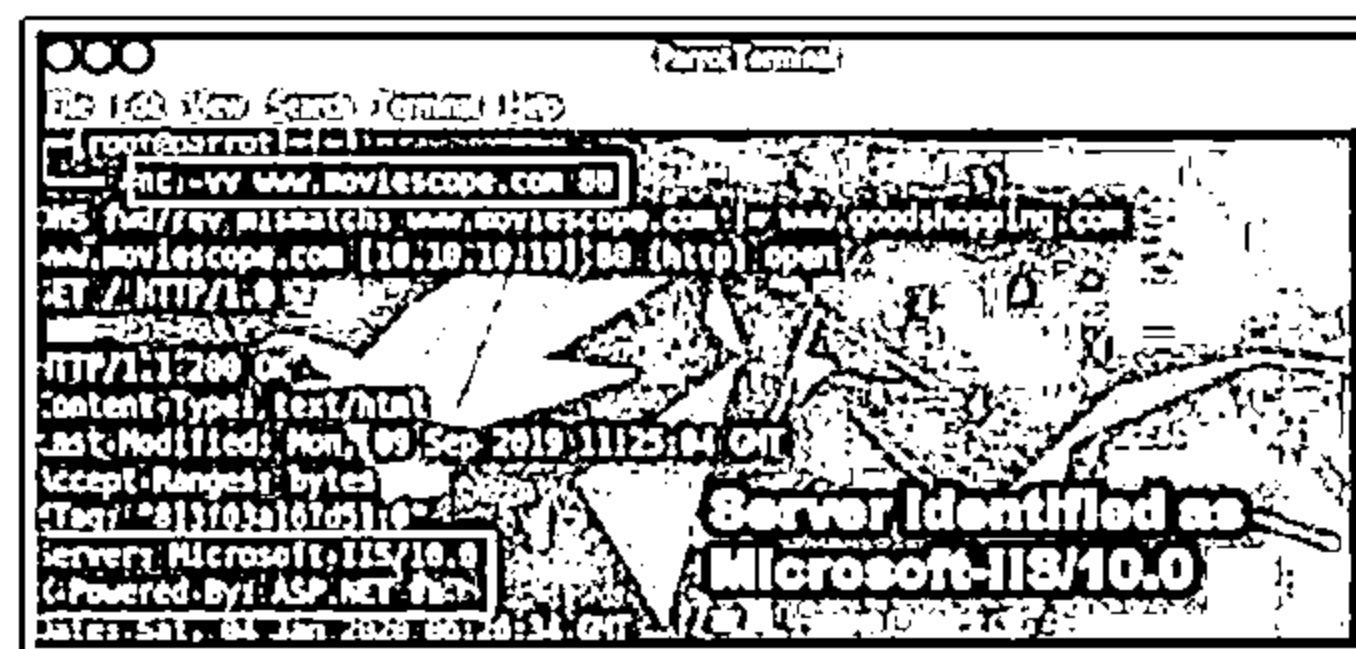 Parrot Terminal
File Edit View Search Terminal Help
[root@parrot]
nc -vv www.moviescope.com 80
DNS fwd/rev mismatch: www.moviescope.com != www.goodshopping.com
www.moviescope.com [10.10.10.19] 80 (http) open
GET / HTTP/1.0
HTTP/1.1 200 OK
Content-Type: text/html
Last-Modified: Mon, 09 Sep 2019 11:25:04 GMT
Accept-Ranges: bytes
ETag:
Server: Microsoft-IIS/10.0
X-Powered-By: ASP.NET
Date: Sat, 04 Jan 2020 GMT
Server identified as
Microsoft-IIS/10.0